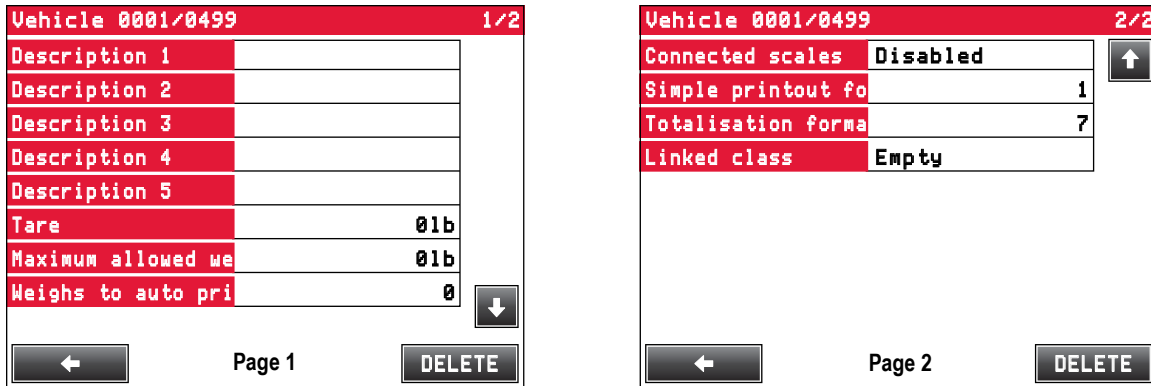 Vehicle 0001/0499 1/2
Description 1
Description 2
Description 3
Description 4
Description 5
Tare 0lb
Maximum allowed we 0lb
Weighs to auto pri 0
Page 1 DELETE
Vehicle 0001/0499 2/2
Connected scales Disabled
Simple printout fo 1
Totalisation forma 7
Linked class Empty
Page 2 DELETE